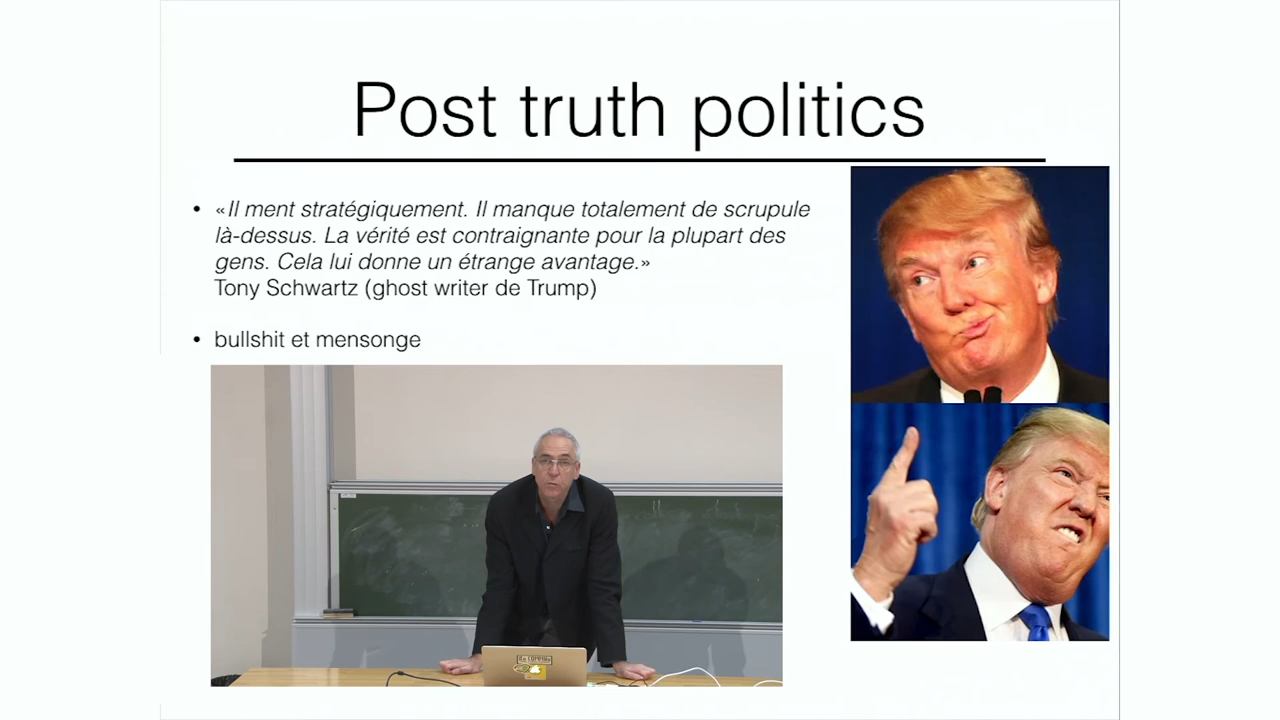 Post truth politics
• «Il ment stratégiquement. Il manque totalement de scrupule
là-dessus. La vérité est contraignante pour la plupart des
gens. Cela lui donne un étrange avantage.»
Tony Schwartz (ghost writer de Trump)
• bullshit et mensonge